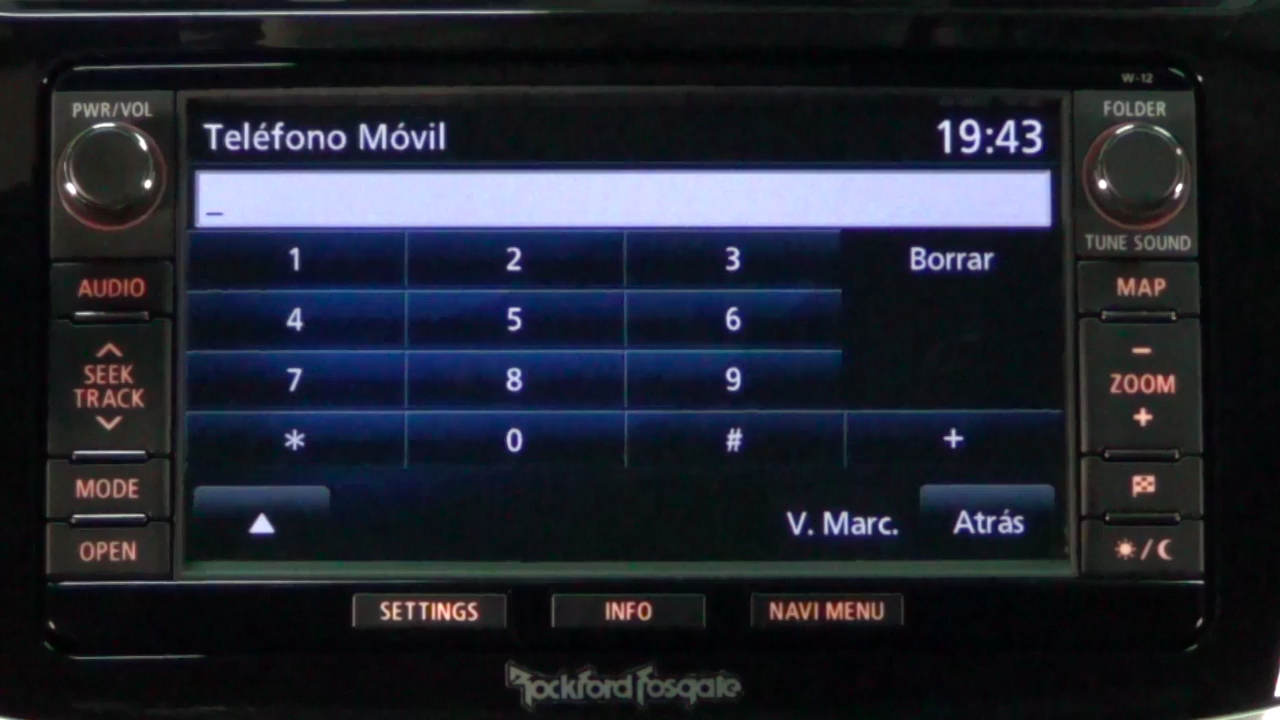 W-12
PWR/VOL
FOLDER
Teléfono Móvil
19:43
_
TUNE SOUND
1 2 3 Borrar
AUDIO
MAP
4 5 6
SEEK
TRACK
−
ZOOM
+
7 8 9
* 0 # +
MODE
V. Marc. Atrás
OPEN
SETTINGS INFO NAVI MENU
Rockford Fosgate